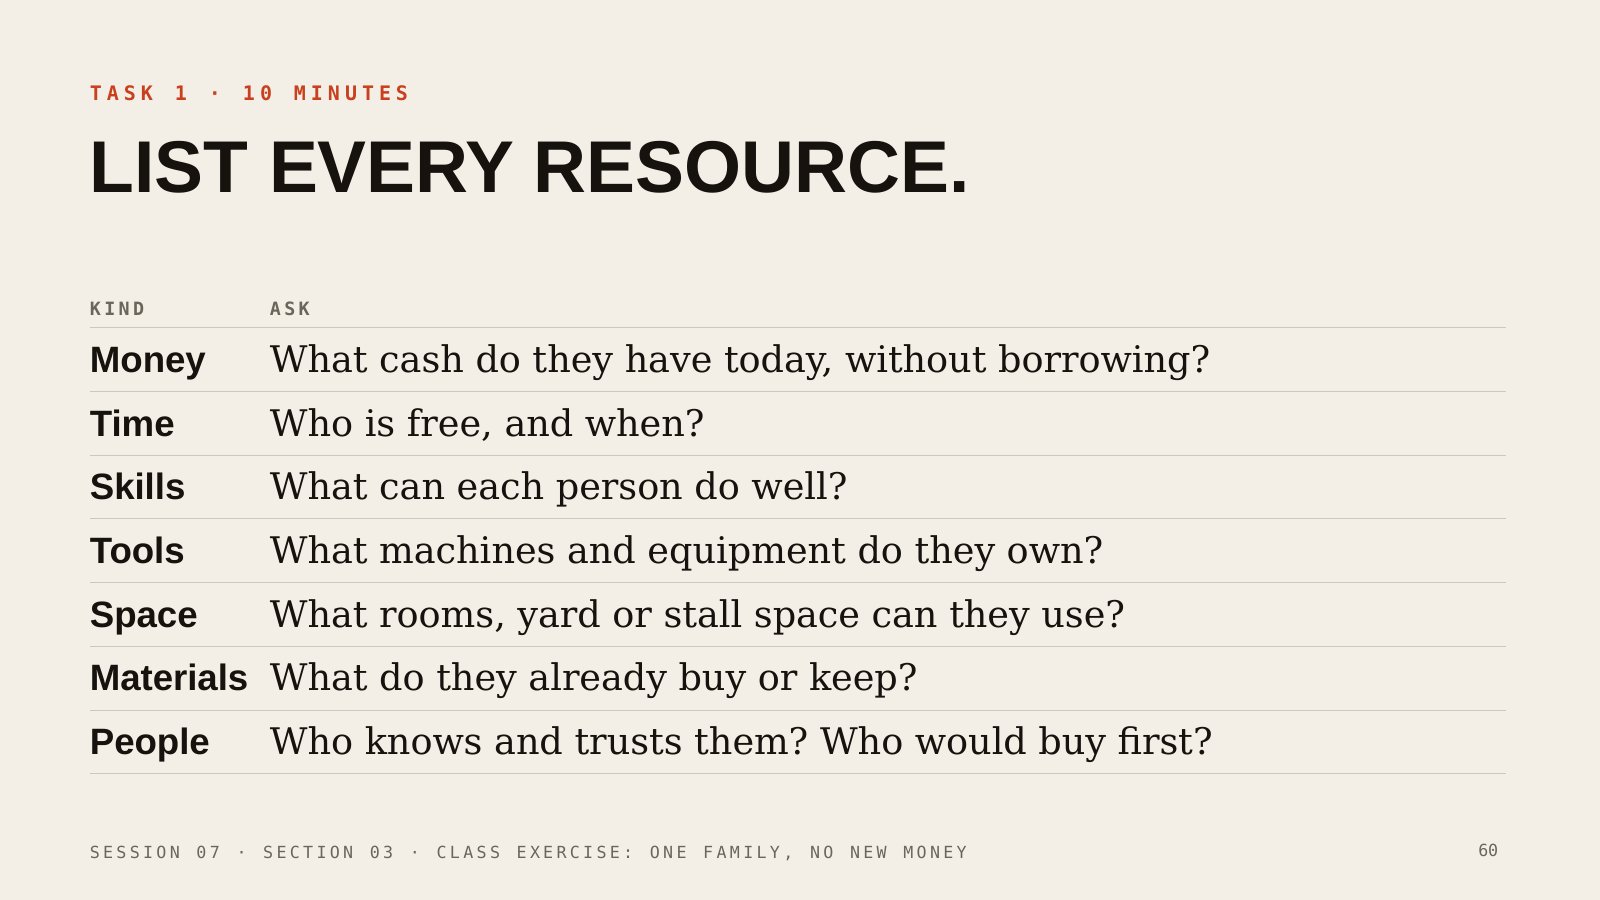 TASK 1 · 10 MINUTES
LIST EVERY RESOURCE.
KIND ASK
Money What cash do they have today, without borrowing?
Time Who is free, and when?
Skills What can each person do well?
Tools What machines and equipment do they own?
Space What rooms, yard or stall space can they use?
Materials What do they already buy or keep?
People Who knows and trusts them? Who would buy first?
SESSION 07 · SECTION 03 · CLASS EXERCISE: ONE FAMILY, NO NEW MONEY 60